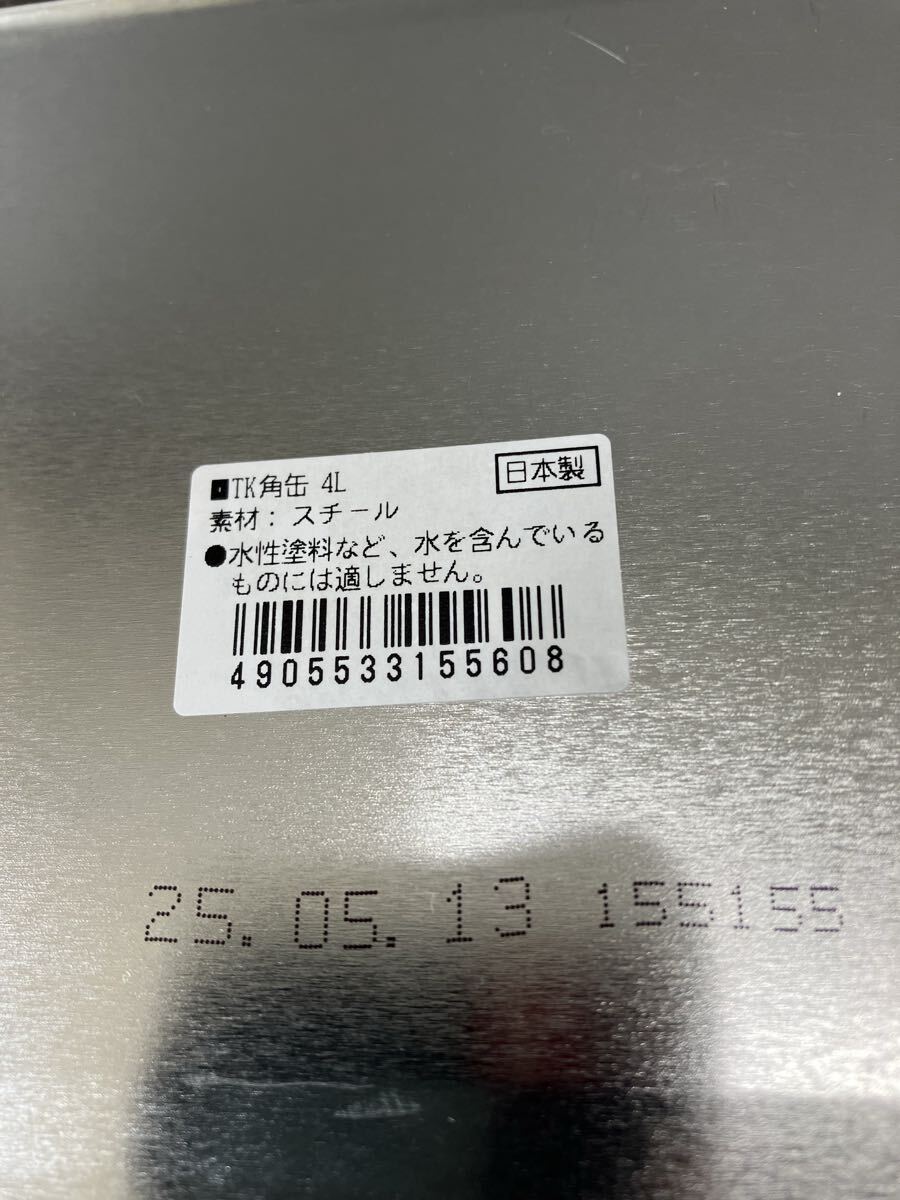 ■TK角缶 4L
日本製
素材：スチール
●水性塗料など、水を含んでいる
ものには適しません。
4905533155608
25.05.13 155155